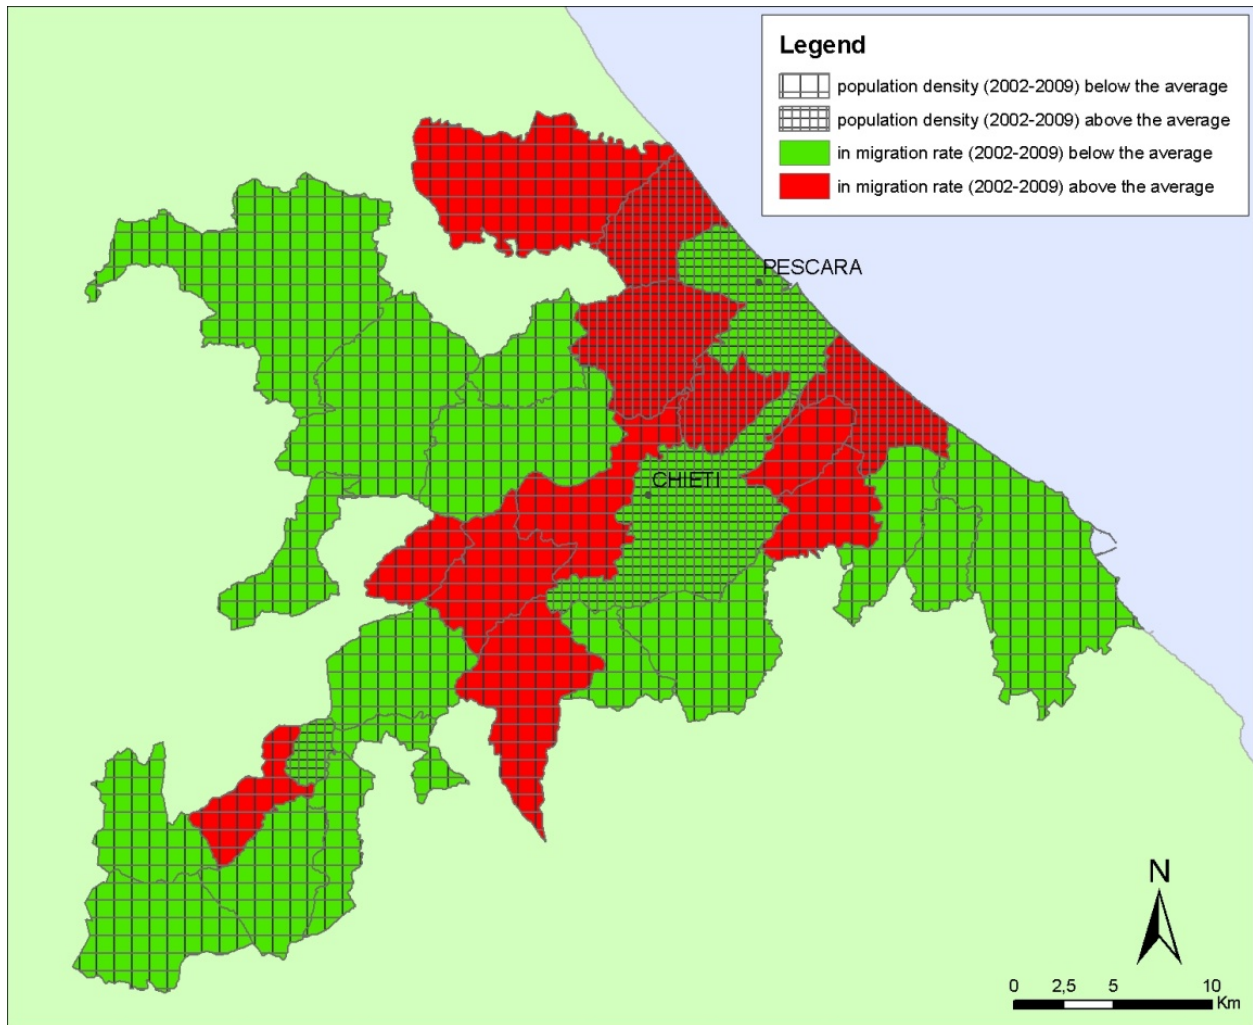 Legend
population density (2002-2009) below the average
population density (2002-2009) above the average
in migration rate (2002-2009) below the average
in migration rate (2002-2009) above the average
PESCARA
CHIETI
N
0 2,5 5 10
Km